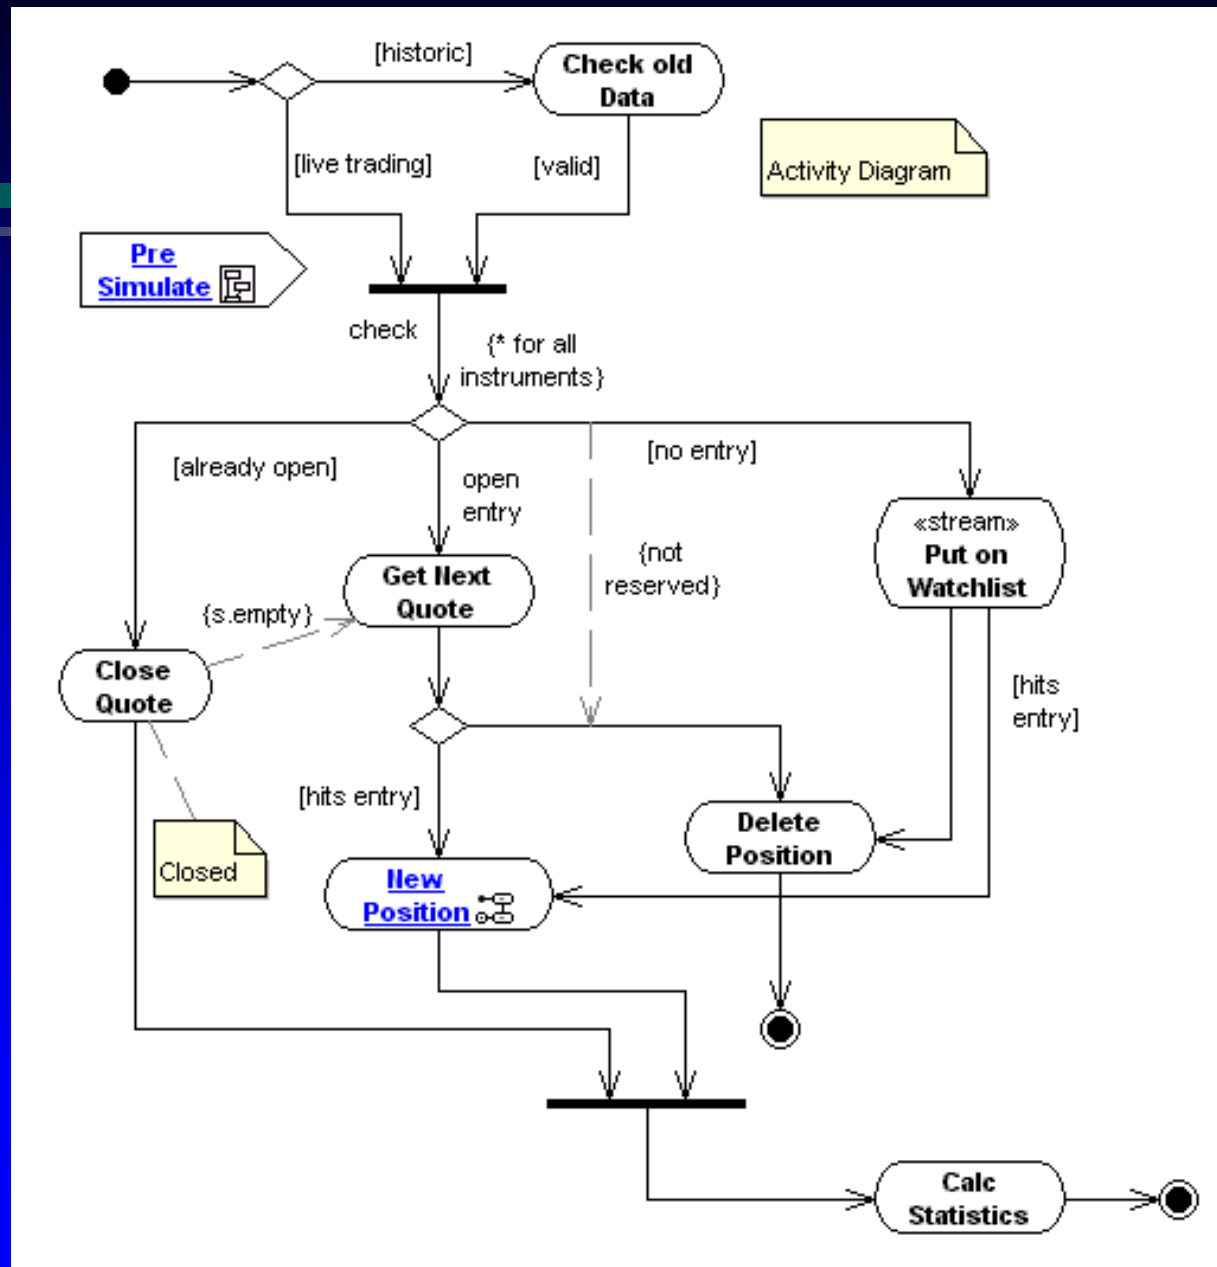 [historic]
Check old
Data
[live trading]
[valid]
Activity Diagram
Pre
Simulate
check
{* for all
instruments}
[already open]
open
entry
[no entry]
«stream»
Put on
Watchlist
{not
reserved}
Get Next
Quote
{s.empty}
Close
Quote
[hits
entry]
[hits entry]
Delete
Position
Closed
New
Position
Calc
Statistics